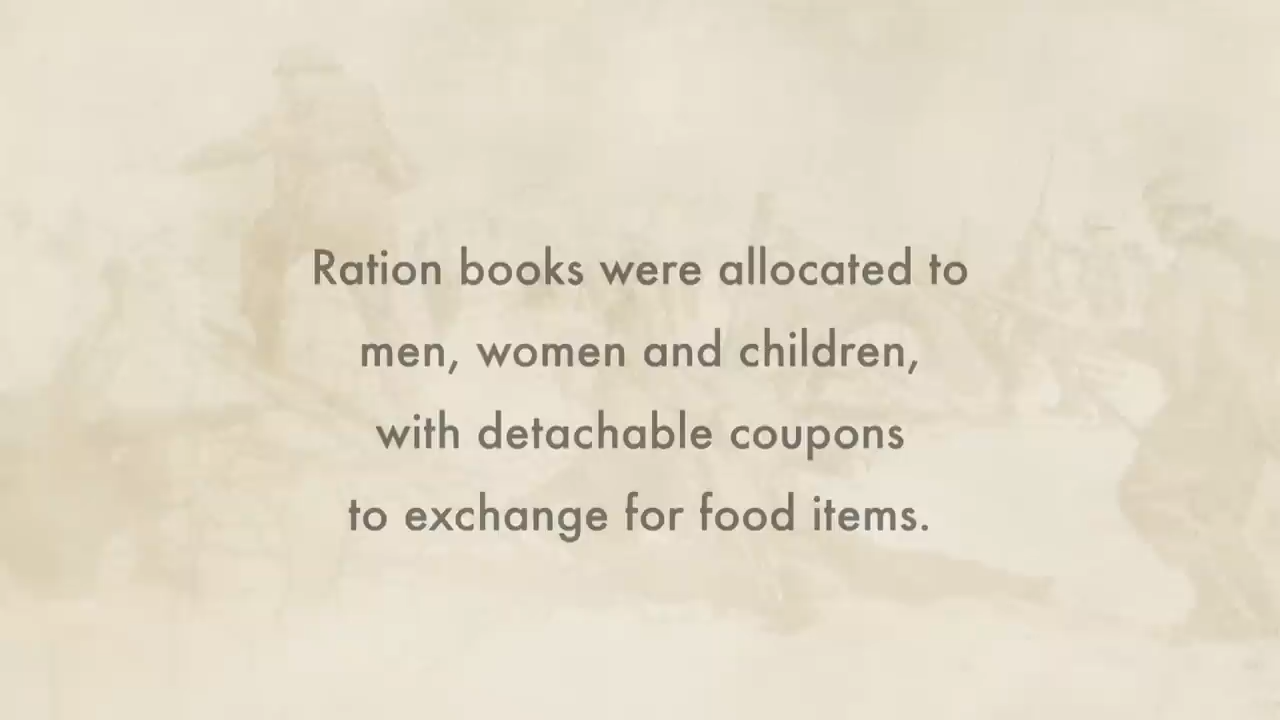 Ration books were allocated to
men, women and children,
with detachable coupons
to exchange for food items.